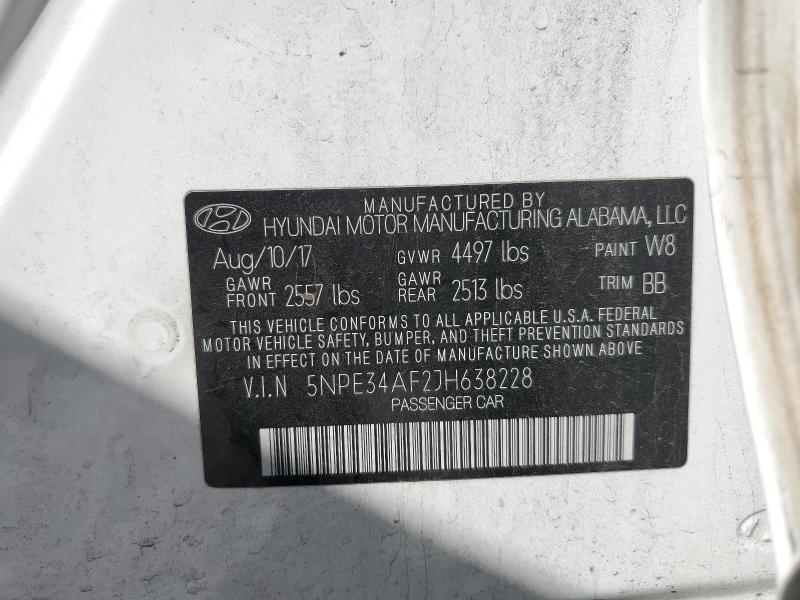 MANUFACTURED BY
HYUNDAI MOTOR MANUFACTURING ALABAMA, LLC
Aug/10/17 GVWR 4497 lbs PAINT W8
GAWR FRONT 2557 lbs GAWR REAR 2513 lbs TRIM BB
THIS VEHICLE CONFORMS TO ALL APPLICABLE U.S.A. FEDERAL
MOTOR VEHICLE SAFETY, BUMPER, AND THEFT PREVENTION STANDARDS
IN EFFECT ON THE DATE OF MANUFACTURE SHOWN ABOVE
V.I.N 5NPE34AF2JH638228
PASSENGER CAR